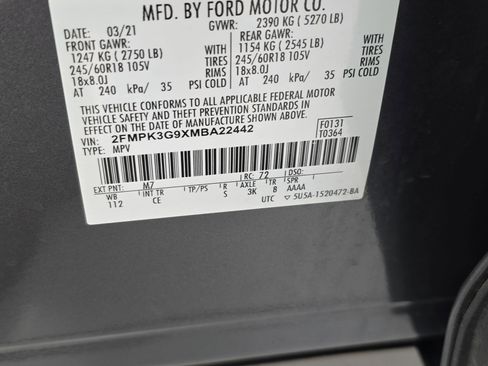 MFD. BY FORD MOTOR CO.
DATE: 03/21 GVWR: 2390 KG ( 5270 LB)
FRONT GAWR: WITH REAR GAWR: WITH
1247 KG ( 2750 LB) TIRES 1154 KG ( 2545 LB) TIRES
245/60R18 105V RIMS 245/60R18 105V RIMS
18x8.0J 18x8.0J
AT 240 kPa/ 35 PSI COLD AT 240 kPa/ 35 PSI COLD
THIS VEHICLE CONFORMS TO ALL APPLICABLE FEDERAL MOTOR
VEHICLE SAFETY AND THEFT PREVENTION STANDARDS IN
EFFECT ON THE DATE OF MANUFACTURE SHOWN ABOVE.
VIN: 2FMPK3G9XMBA22442 F0131
TYPE: MPV T0364
EXT PNT: M7 RC: 72 DSO:
WB INT TR TP/PS R AXLE TR SPR
112 CE S 3K 8 AAAA
UTC ▽ 5U5A-1520472-BA